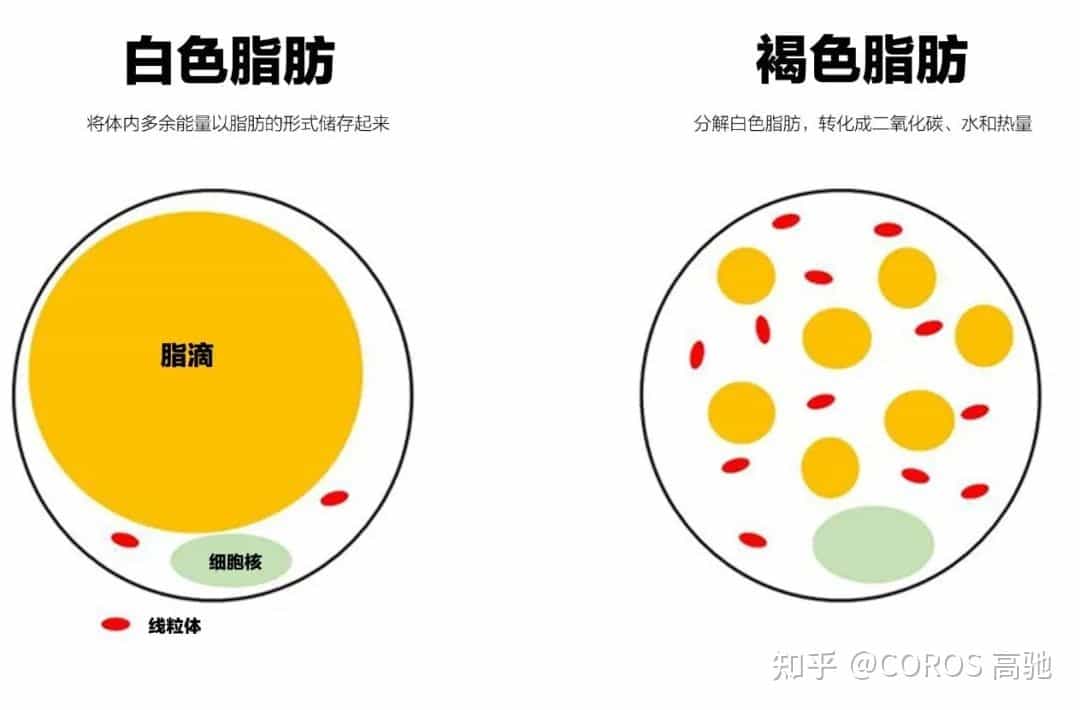 白色脂肪
将体内多余能量以脂肪的形式储存起来
褐色脂肪
分解白色脂肪，转化成二氧化碳、水和热量
脂滴
细胞核
线粒体
知乎 @COROS 高驰